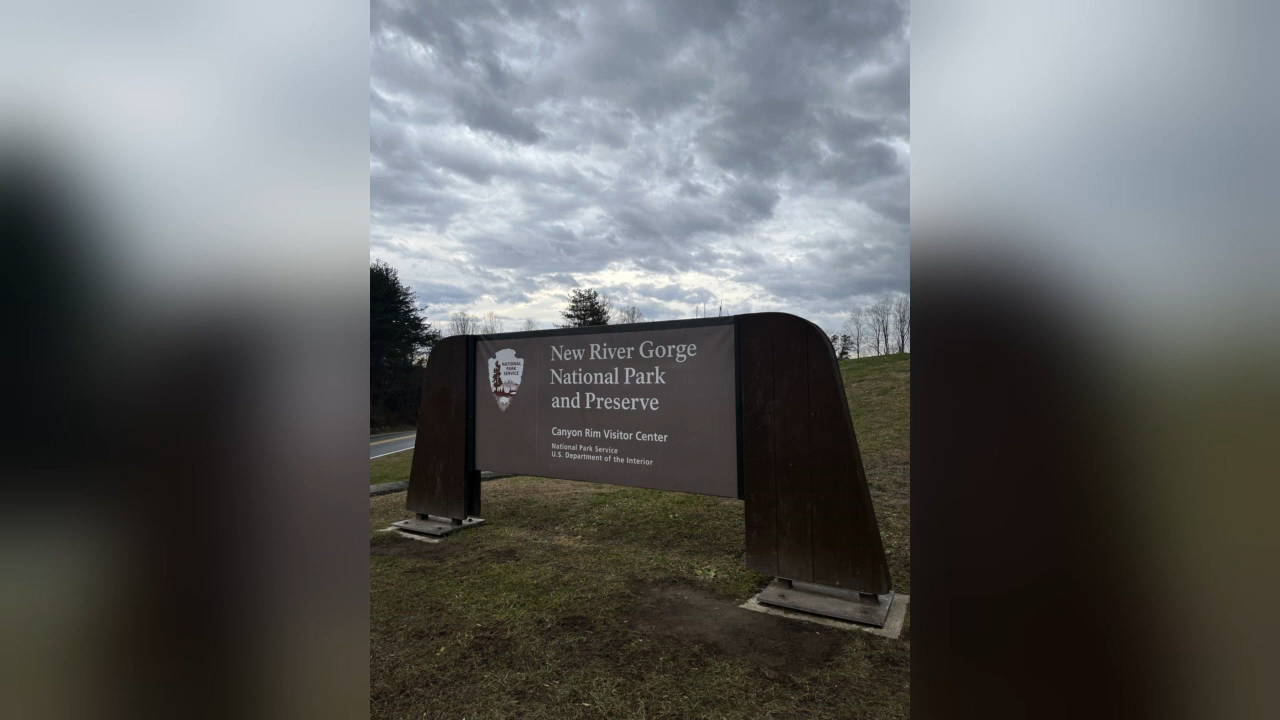 NATIONAL
PARK
SERVICE
New River Gorge
National Park
and Preserve
Canyon Rim Visitor Center
National Park Service
U.S. Department of the Interior